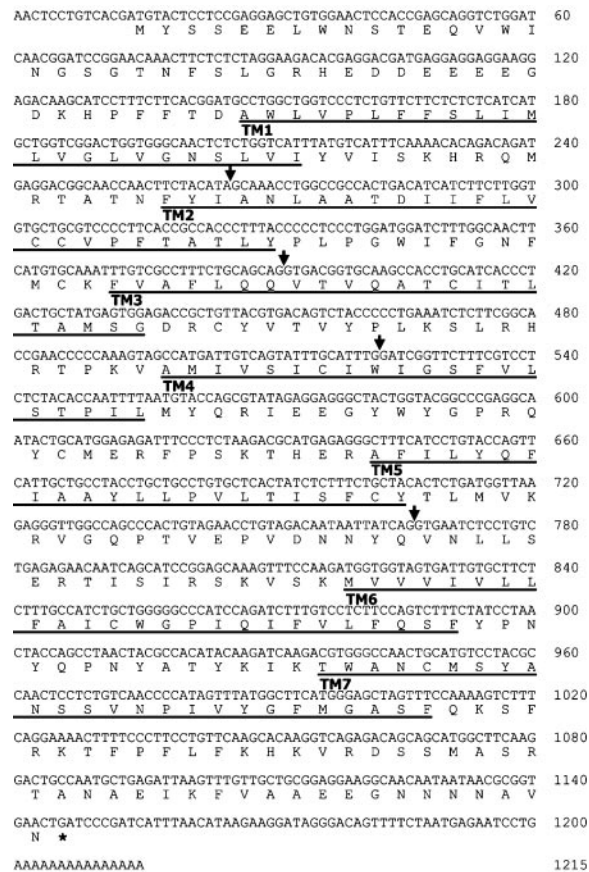 AACTCCTGTCACGATGTACTCCTCCGAGGAGCTGTGGAACTCCACCGAGCAGGTCTGGAT 60
M Y S S E E L W N S T E Q V W I
CAACGGATCCGGAACAAACTTCTCTCTAGGAAGACACGAGGACGATGAGGAGGAGGAAGG 120
N G S G T N F S L G R H E D D E E E E G
AGACAAGCATCCTTTCTTCACGGATGCCTGGCTGGTCCCTCTGTTCTTCTCTCTCATCAT 180
D K H P F F T D A W L V P L F F S L I M
TM1
GCTGGTCGGACTGGTGGGCAACTCTCTGGTCATTTATGTCATTTCAAAACACAGACAGAT 240
L V G L V G N S L V I Y V I S K H R Q M
GAGGACGGCAACCAACTTCTACATAGCAAACCTGGCCGCCACTGACATCATCTTCTTGGT 300
R T A T N F Y I A N L A A T D I I F L V
TM2
GTGCTGCGTCCCCTTCACCGCCACCCTTTACCCCCTCCCTGGATGGATCTTTGGCAACTT 360
C C V P F T A T L Y P L P G W I F G N F
CATGTGCAAATTTGTCGCCTTTCTGCAGCAGGTGACGGTGCAAGCCACCTGCATCACCCT 420
M C K F V A F L Q Q V T V Q A T C I T L
TM3
GACTGCTATGAGTGGAGACCGCTGTTACGTGACAGTCTACCCCCTGAAATCTCTTCGGCA 480
T A M S G D R C Y V T V Y P L K S L R H
CCGAACCCCCAAAGTAGCCATGATTGTCAGTATTTGCATTTGGATCGGTTCTTTCGTCCT 540
R T P K V A M I V S I C I W I G S F V L
TM4
CTCTACACCAATTTTAATGTACCAGCGTATAGAGGAGGGCTACTGGTACGGCCCGAGGCA 600
S T P I L M Y Q R I E E G Y W Y G P R Q
ATACTGCATGGAGAGATTTCCCTCTAAGACGCATGAGAGGGCTTTCATCCTGTACCAGTT 660
Y C M E R F P S K T H E R A F I L Y Q F
TM5
CATTGCTGCCTACCTGCTGCCTGTGCTCACTATCTCTTTCTGCTACACTCTGATGGTTAA 720
I A A Y L L P V L T I S F C Y T L M V K
GAGGGTTGGCCAGCCCACTGTAGAACCTGTAGACAATAATTATCAGGTGAATCTCCTGTC 780
R V G Q P T V E P V D N N Y Q V N L L S
TGAGAGAACAATCAGCATCCGGAGCAAAGTTTCCAAGATGGTGGTAGTGATTGTGCTTCT 840
E R T I S I R S K V S K M V V V I V L L
TM6
CTTTGCCATCTGCTGGGGGCCCATCCAGATCTTTGTCCTCTTCCAGTCTTTCTATCCTAA 900
F A I C W G P I Q I F V L F Q S F Y P N
CTACCAGCCTAACTACGCCACATACAAGATCAAGACGTGGGCCAACTGCATGTCCTACGC 960
Y Q P N Y A T Y K I K T W A N C M S Y A
TM7
CAACTCCTCTGTCAACCCCATAGTTTATGGCTTCATGGGAGCTAGTTTCCAAAAGTCTTT 1020
N S S V N P I V Y G F M G A S F Q K S F
CAGGAAAACTTTTCCCTTCCTGTTCAAGCACAAGGTCAGAGACAGCAGCATGGCTTCAAG 1080
R K T F P F L F K H K V R D S S M A S R
GACTGCCAATGCTGAGATTAAGTTTGTTGCTGCGGAGGAAGGCAACAATAATAACGCGGT 1140
T A N A E I K F V A A E E G N N N N A V
GAACTGATCCCGATCATTTAACATAAGAAGGATAGGGACAGTTTTCTAATGAGAATCCTG 1200
N *
AAAAAAAAAAAAAAA 1215